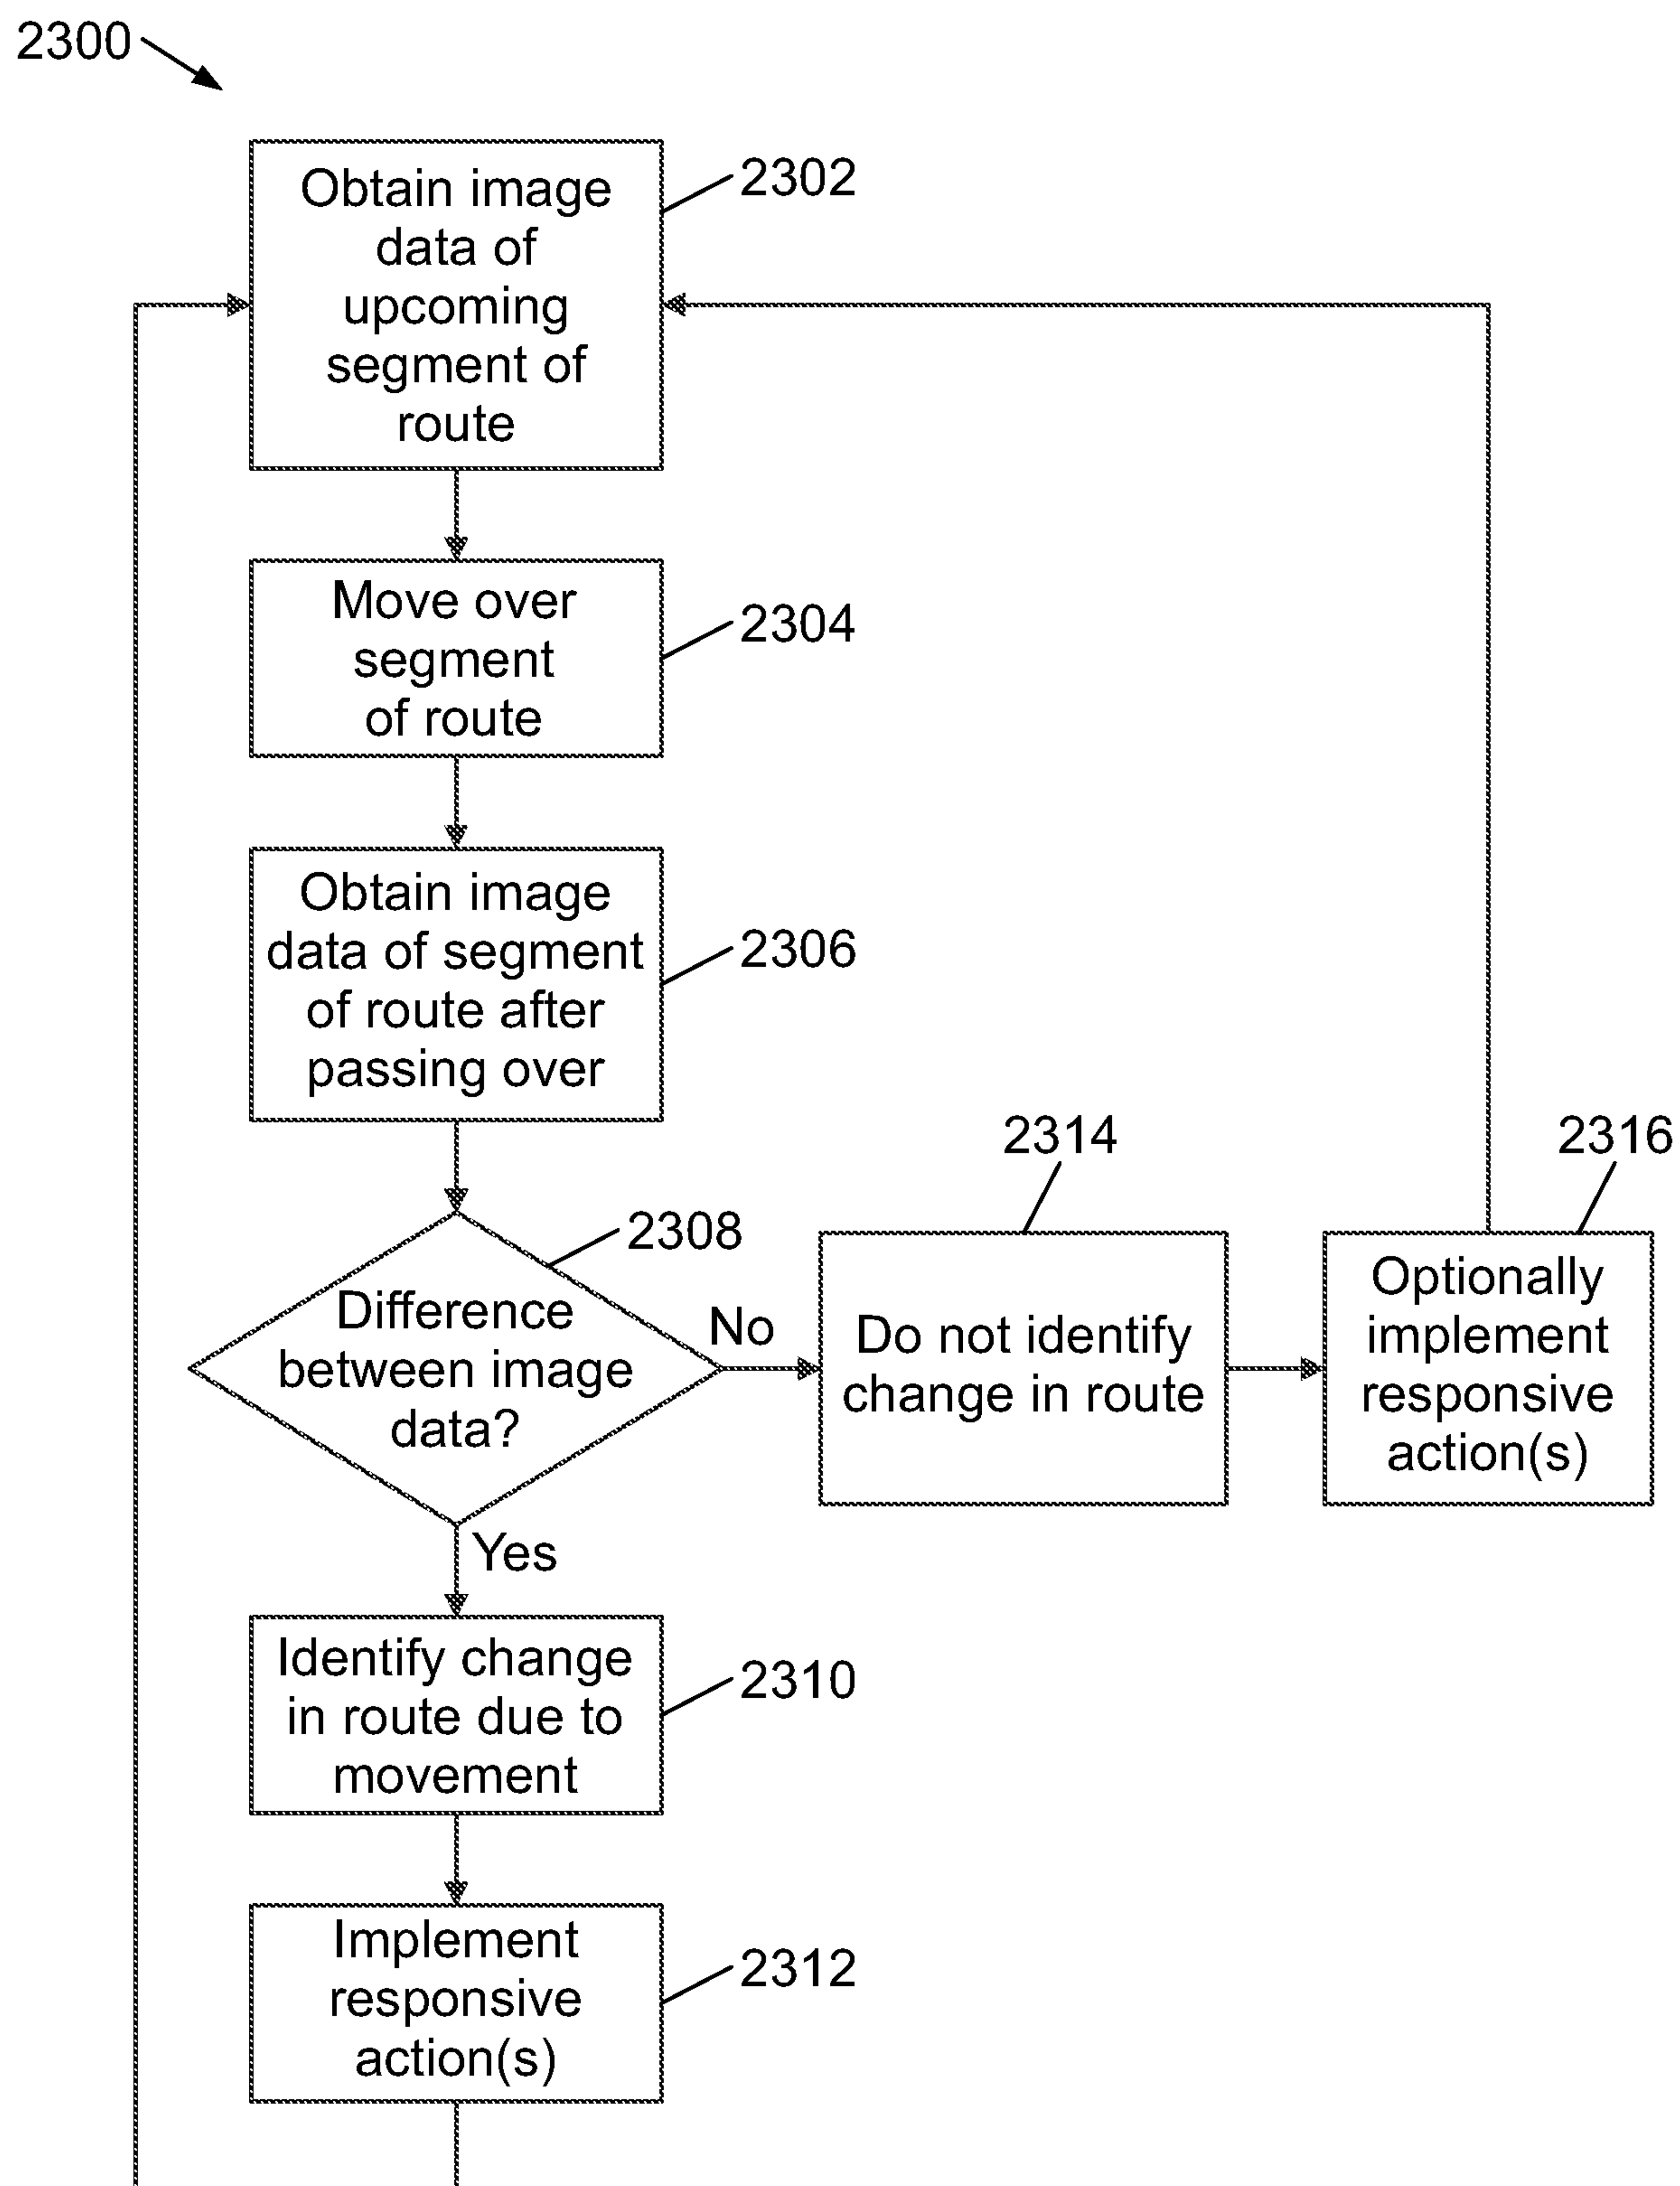 2300
Obtain image
data of
upcoming
segment of
route
2302
Move over
segment
of route
2304
Obtain image
data of segment
of route after
passing over
2306
Difference
between image
data?
2308
No
Do not identify
change in route
2314
Optionally
implement
responsive
action(s)
2316
Yes
Identify change
in route due to
movement
2310
Implement
responsive
action(s)
2312